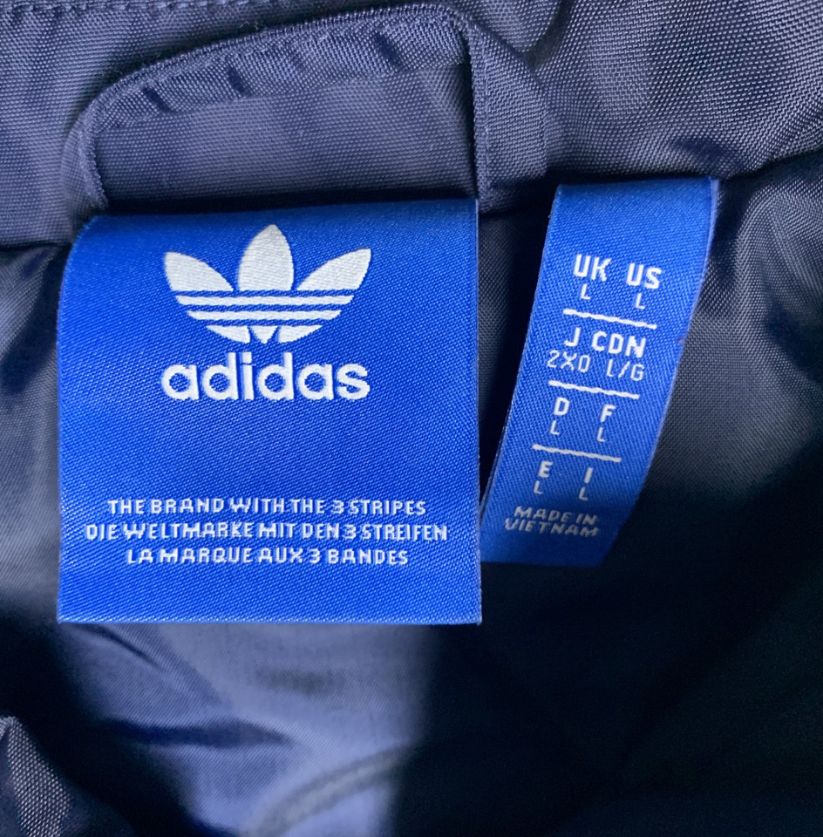 adidas
THE BRAND WITH THE 3 STRIPES
DIE WELTMARKE MIT DEN 3 STREIFEN
LA MARQUE AUX 3 BANDES
UK US
L L
J CDN
2XO L/G
D F
L L
E I
L L
MADE IN
VIETNAM